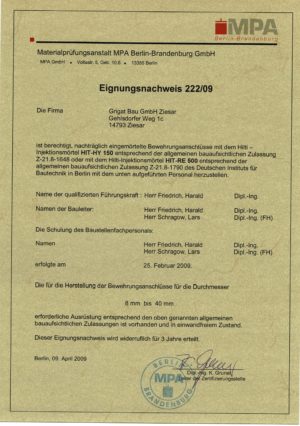 MPA
Berlin-Brandenburg
Materialprüfungsanstalt MPA Berlin-Brandenburg GmbH
MPA GmbH • Voltastr. 5, Geb. 10.6 • 13355 Berlin
Eignungsnachweis 222/09
Die Firma Grigat Bau GmbH Ziesar
Gehlsdorfer Weg 1c
14793 Ziesar
ist berechtigt, nachträglich eingemörtelte Bewehrungsanschlüsse mit dem Hilti –
Injektionsmörtel HIT-HY 150 entsprechend der allgemeinen bauaufsichtlichen Zulassung
Z-21.8-1648 oder mit dem Hilti-Injektionsmörtel HIT-RE 500 entsprechend der
allgemeinen bauaufsichtlichen Zulassung Z-21.8-1790 des Deutschen Institute für
Bautechnik in Berlin mit dem unten aufgeführten Personal herzustellen.
Name der qualifizierten Führungskraft : Herr Friedrich, Harald Dipl.-Ing.
Namen der Bauleiter: Herr Friedrich, Harald Dipl.-Ing.
Herr Schragow, Lars Dipl.-Ing. (FH)
Die Schulung des Baustellenfachpersonals:
Namen Herr Friedrich, Harald Dipl.-Ing.
Herr Schragow, Lars Dipl.-Ing. (FH)
erfolgte am 25. Februar 2009.
Die für die Herstellung der Bewehrungsanschlüsse für die Durchmesser
8 mm bis 40 mm
erforderliche Ausrüstung entsprechend den oben genannten allgemeinen
bauaufsichtlichen Zulassungen ist vorhanden und in einwandfreiem Zustand.
Dieser Eignungsnachweis wird widerruflich für 3 Jahre erteilt.
Berlin, 09. April 2009
BERLIN
MPA
BRANDENBURG
Dipl.-Ing. K. Grunert
Leiter der Zertifizierungsstelle